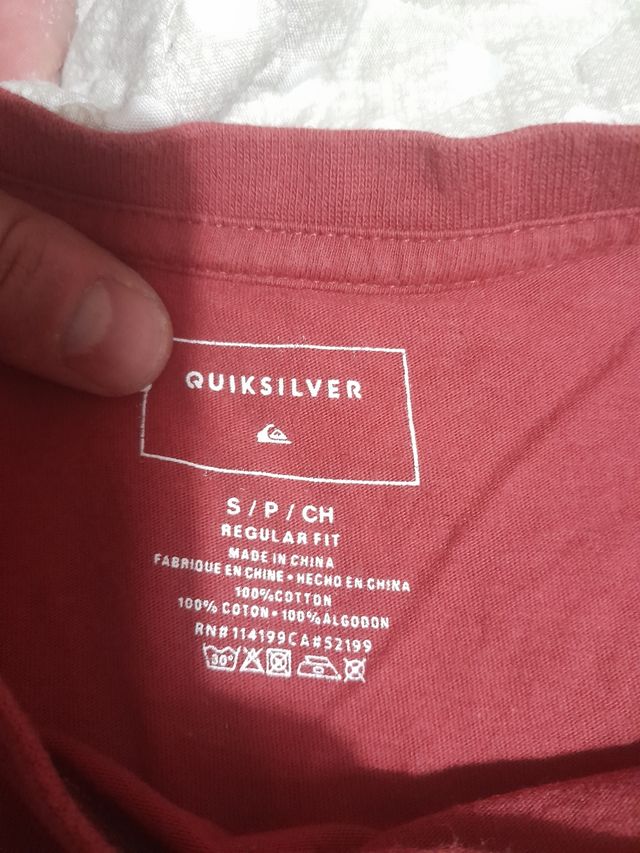 QUIKSILVER
S / P / CH
REGULAR FIT
MADE IN CHINA
FABRIQUE EN CHINE • HECHO EN CHINA
100%COTTON
100% COTON • 100%ALGODON
RN#114199CA#52199
30°